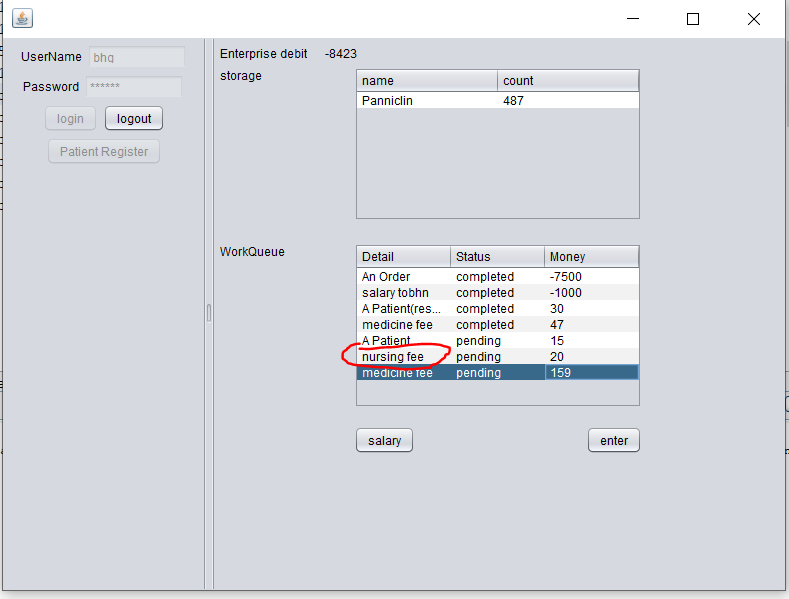 UserName bhq
Password ******
login logout
Patient Register
Enterprise debit -8423
storage
name count
Panniclin 487
WorkQueue
Detail Status Money
An Order completed -7500
salary tobhn completed -1000
A Patient(res... completed 30
medicine fee completed 47
A Patient pending 15
nursing fee pending 20
medicine fee pending 159
salary enter